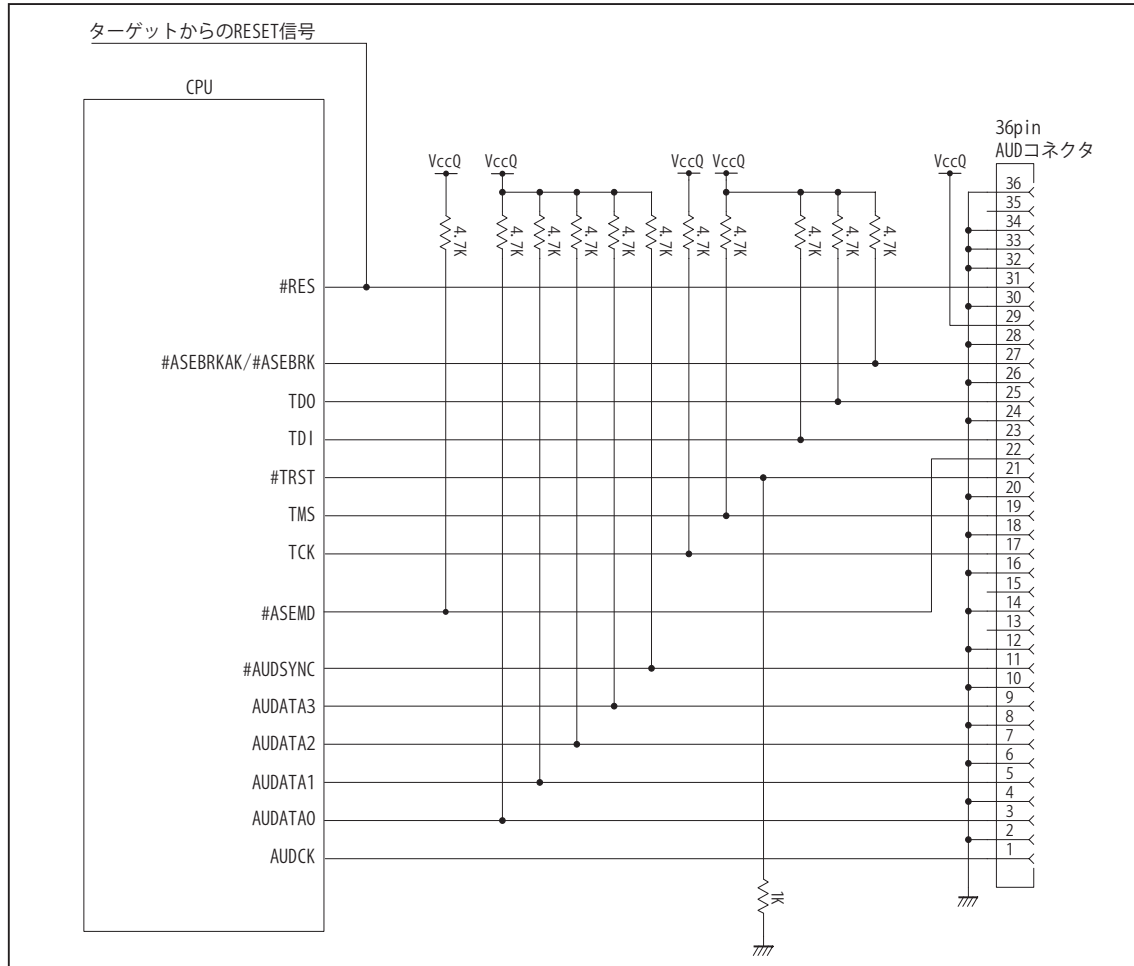 ターゲットからのRESET信号
CPU
36pin
AUDコネクタ
VccQ VccQ VccQ VccQ VccQ
4.7K 4.7K 4.7K 4.7K 4.7K 4.7K 4.7K 4.7K 4.7K 4.7K 4.7K
36
35
34
33
32
#RES 31
30
29
28
#ASEBRKAK/#ASEBRK 27
26
TDO 25
24
TDI 23
22
#TRST 21
20
TMS 19
18
TCK 17
16
15
#ASEMD 14
13
12
#AUDSYNC 11
10
AUDATA3 9
8
AUDATA2 7
6
AUDATA1 5
4
AUDATA0 3
2
AUDCK 1
1K